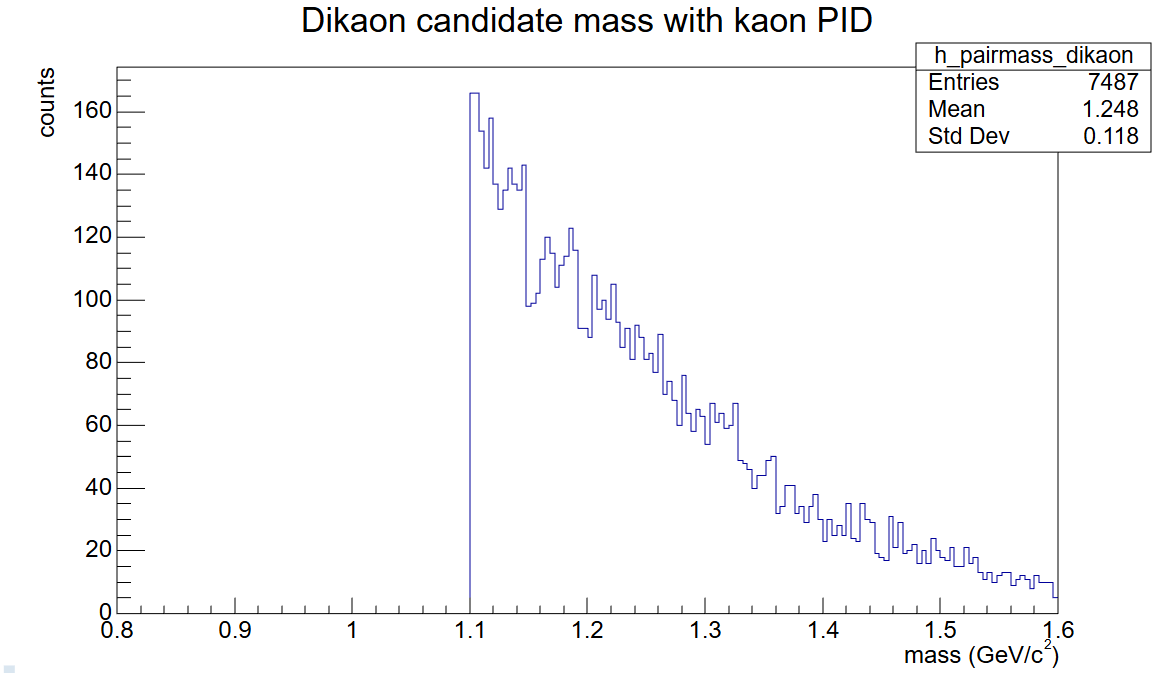 Dikaon candidate mass with kaon PID
h_pairmass_dikaon
Entries 7487
Mean 1.248
Std Dev 0.118
counts
160
140
120
100
80
60
40
20
0
0.8 0.9 1 1.1 1.2 1.3 1.4 1.5 1.6
mass (GeV/c²)